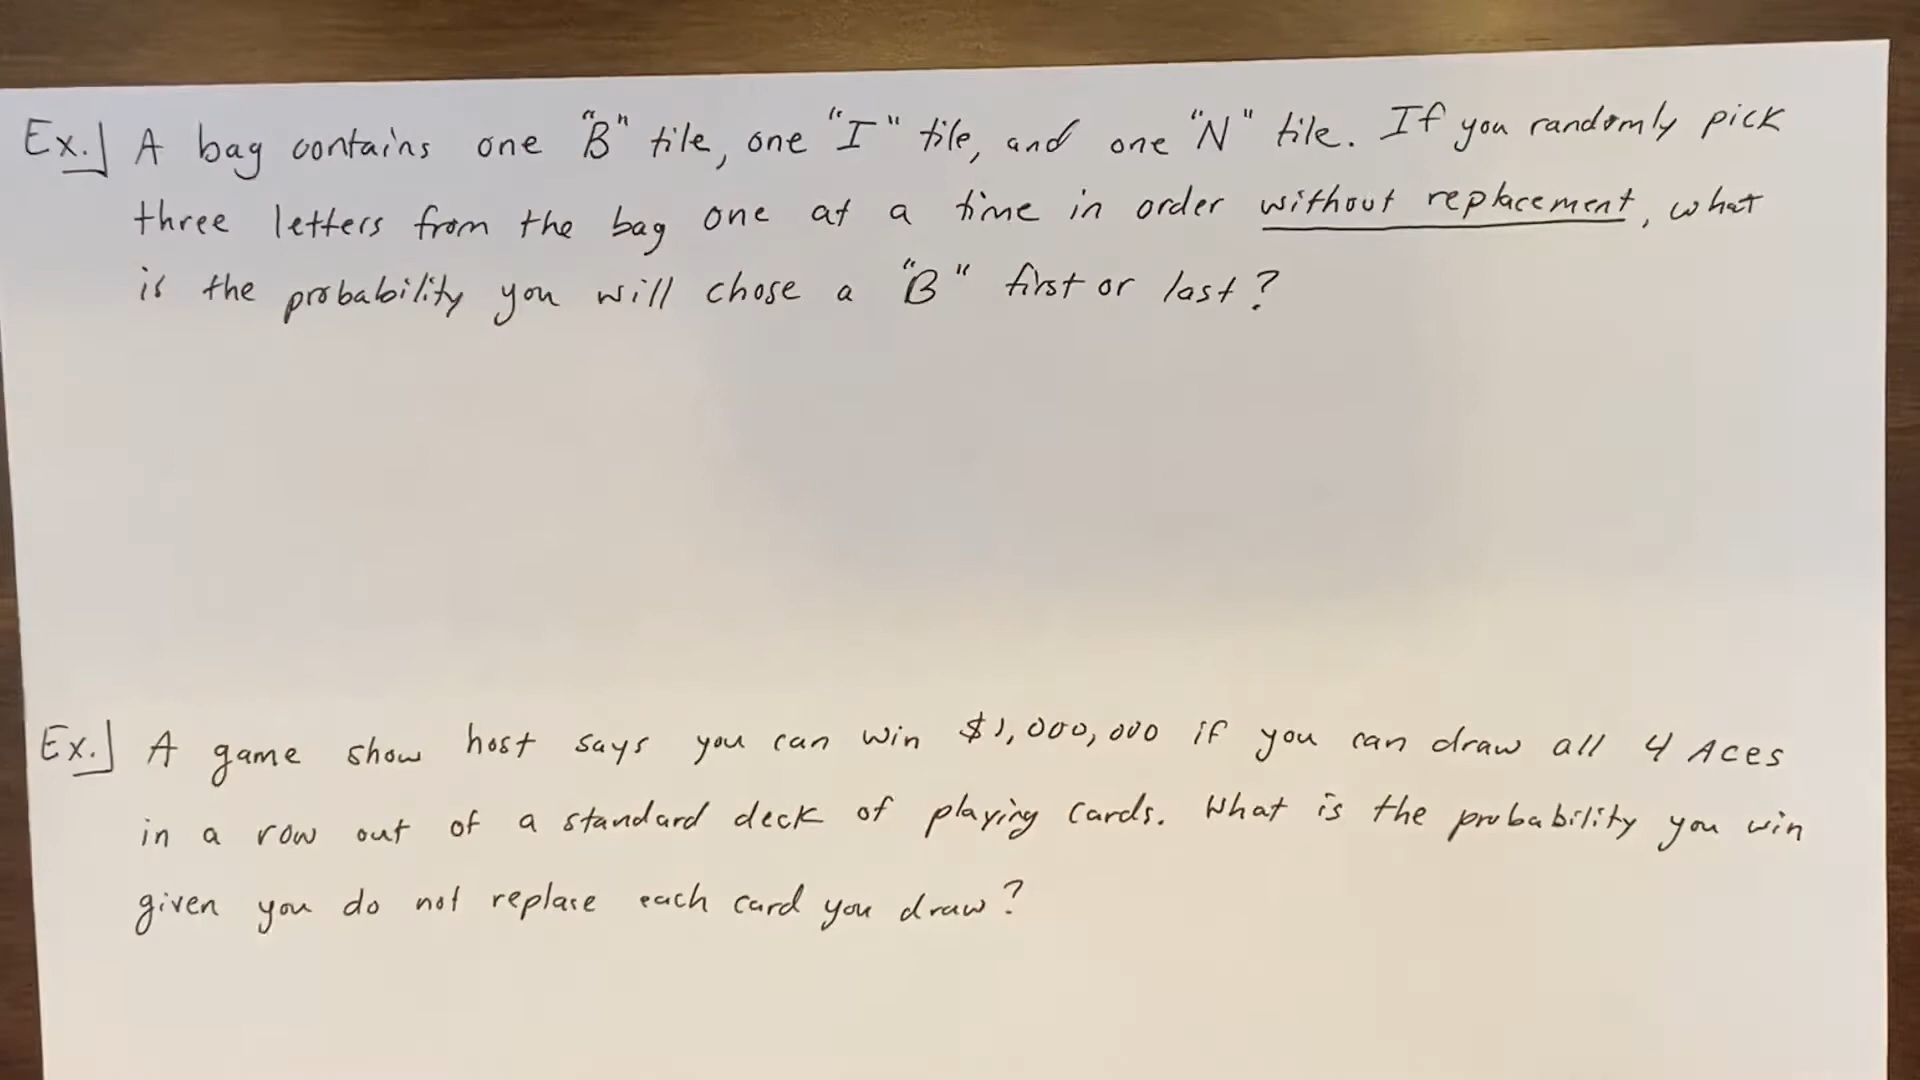 Ex.] A bag contains one "B" tile, one "I" tile, and one "N" tile. If you randomly pick
three letters from the bag one at a time in order without replacement, what
is the probability you will chose a "B" first or last?
Ex.] A game show host says you can win $1,000,000 if you can draw all 4 Aces
in a row out of a standard deck of playing cards. What is the probability you win
given you do not replace each card you draw?